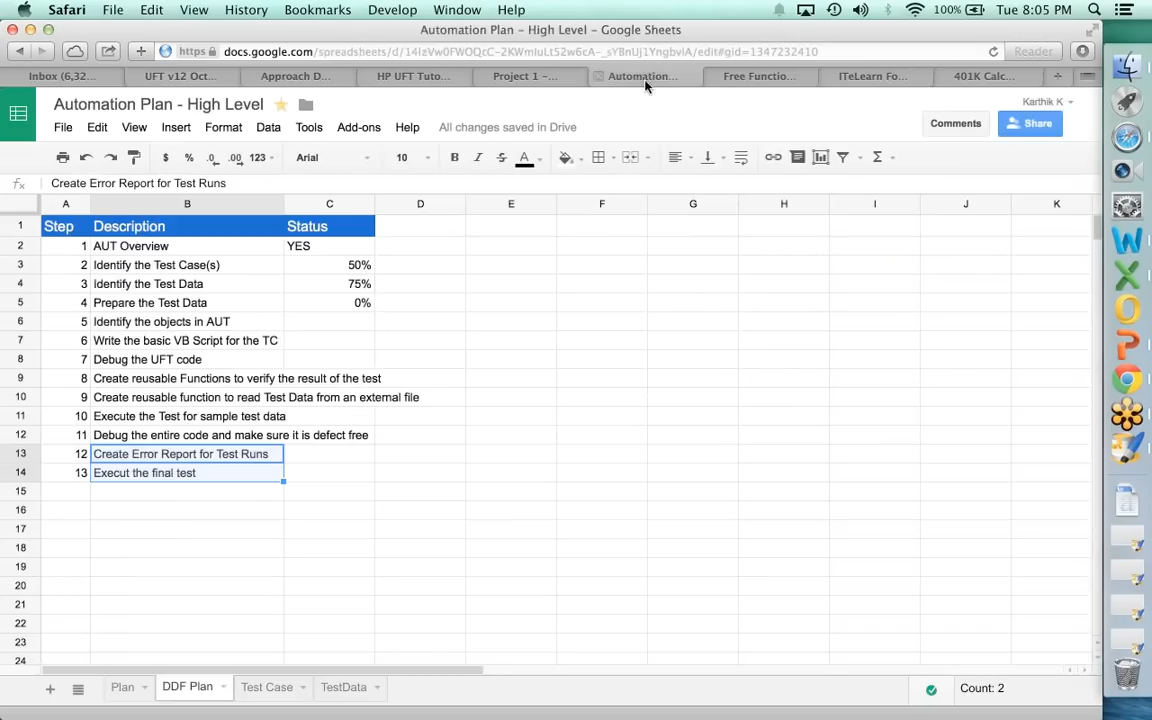 Safari File Edit View History Bookmarks Develop Window Help 100% Tue 8:05 PM
Automation Plan - High Level - Google Sheets
https docs.google.com/ Reader
Inbox (6,32... UFT v12 Oct... Approach D... HP UFT Tuto... Project 1 –... Automation... Free Functio... ITeLearn Fo... 401K Calc...
Automation Plan - High Level Karthik K
File Edit View Insert Format Data Tools Add-ons Help All changes saved in Drive Comments Share
$ % .0 .00 123 Arial 10 B I S A Σ
fx Create Error Report for Test Runs
A B C D E F G H I J K
1 Step Description Status
2 1 AUT Overview YES
3 2 Identify the Test Case(s) 50%
4 3 Identify the Test Data 75%
5 4 Prepare the Test Data 0%
6 5 Identify the objects in AUT
7 6 Write the basic VB Script for the TC
8 7 Debug the UFT code
9 8 Create reusable Functions to verify the result of the test
10 9 Create reusable function to read Test Data from an external file
11 10 Execute the Test for sample test data
12 11 Debug the entire code and make sure it is defect free
13 12 Create Error Report for Test Runs
14 13 Execut the final test
15
16
17
18
19
20
21
22
23
24
Plan DDF Plan Test Case TestData Count: 2